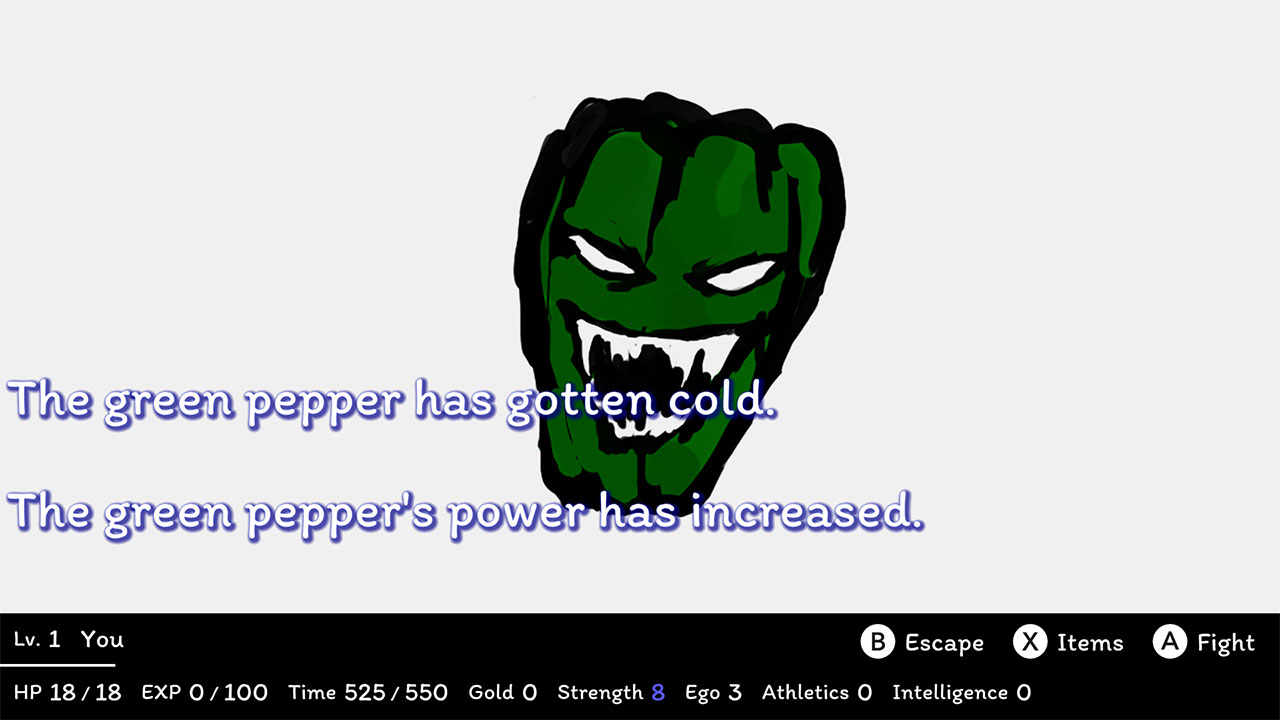 The green pepper has gotten cold.
The green pepper's power has increased.
Lv. 1 You
B Escape X Items A Fight
HP 18/18 EXP 0/100 Time 525/550 Gold 0 Strength 8 Ego 3 Athletics 0 Intelligence 0